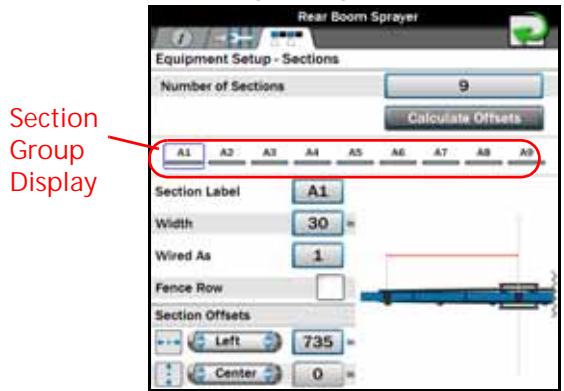 Rear Boom Sprayer
Equipment Setup - Sections
Number of Sections 9
Calculate Offsets
Section Group Display
A1 A2 A3 A4 A5 A6 A7 A8 A9
Section Label A1
Width 30
Wired As 1
Fence Row
Section Offsets
Left 735
Center 0